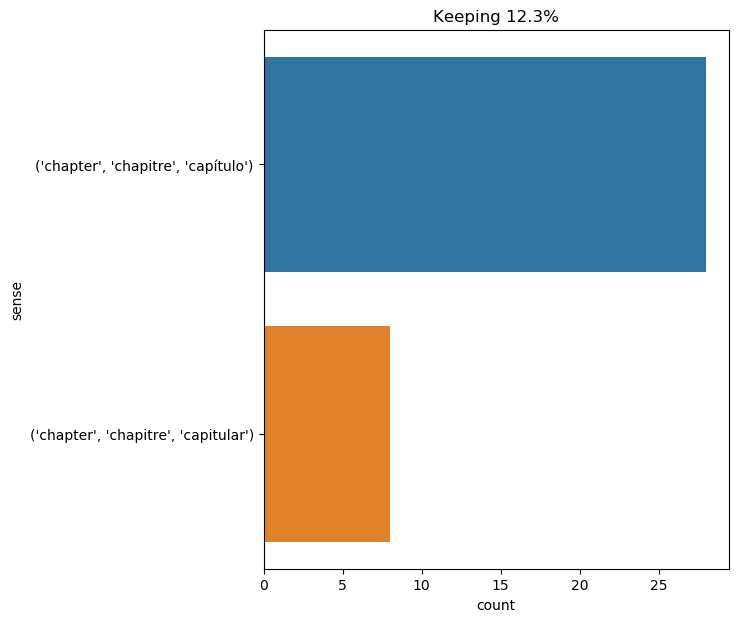 Keeping 12.3%
('chapter', 'chapitre', 'capítulo')
sense
('chapter', 'chapitre', 'capitular')
0 5 10 15 20 25
count